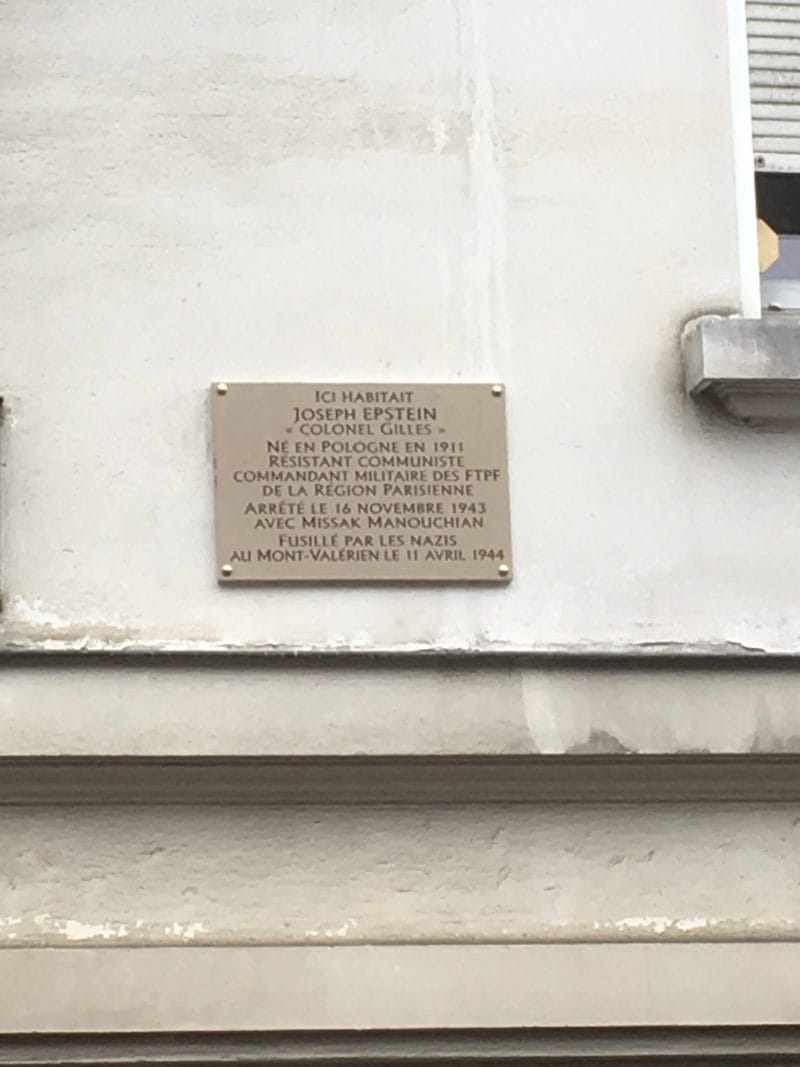 ICI HABITAIT
JOSEPH EPSTEIN
« COLONEL GILLES »
NÉ EN POLOGNE EN 1911
RÉSISTANT COMMUNISTE
COMMANDANT MILITAIRE DES FTPF
DE LA RÉGION PARISIENNE
ARRÊTÉ LE 16 NOVEMBRE 1943
AVEC MISSAK MANOUCHIAN
FUSILLÉ PAR LES NAZIS
AU MONT-VALÉRIEN LE 11 AVRIL 1944